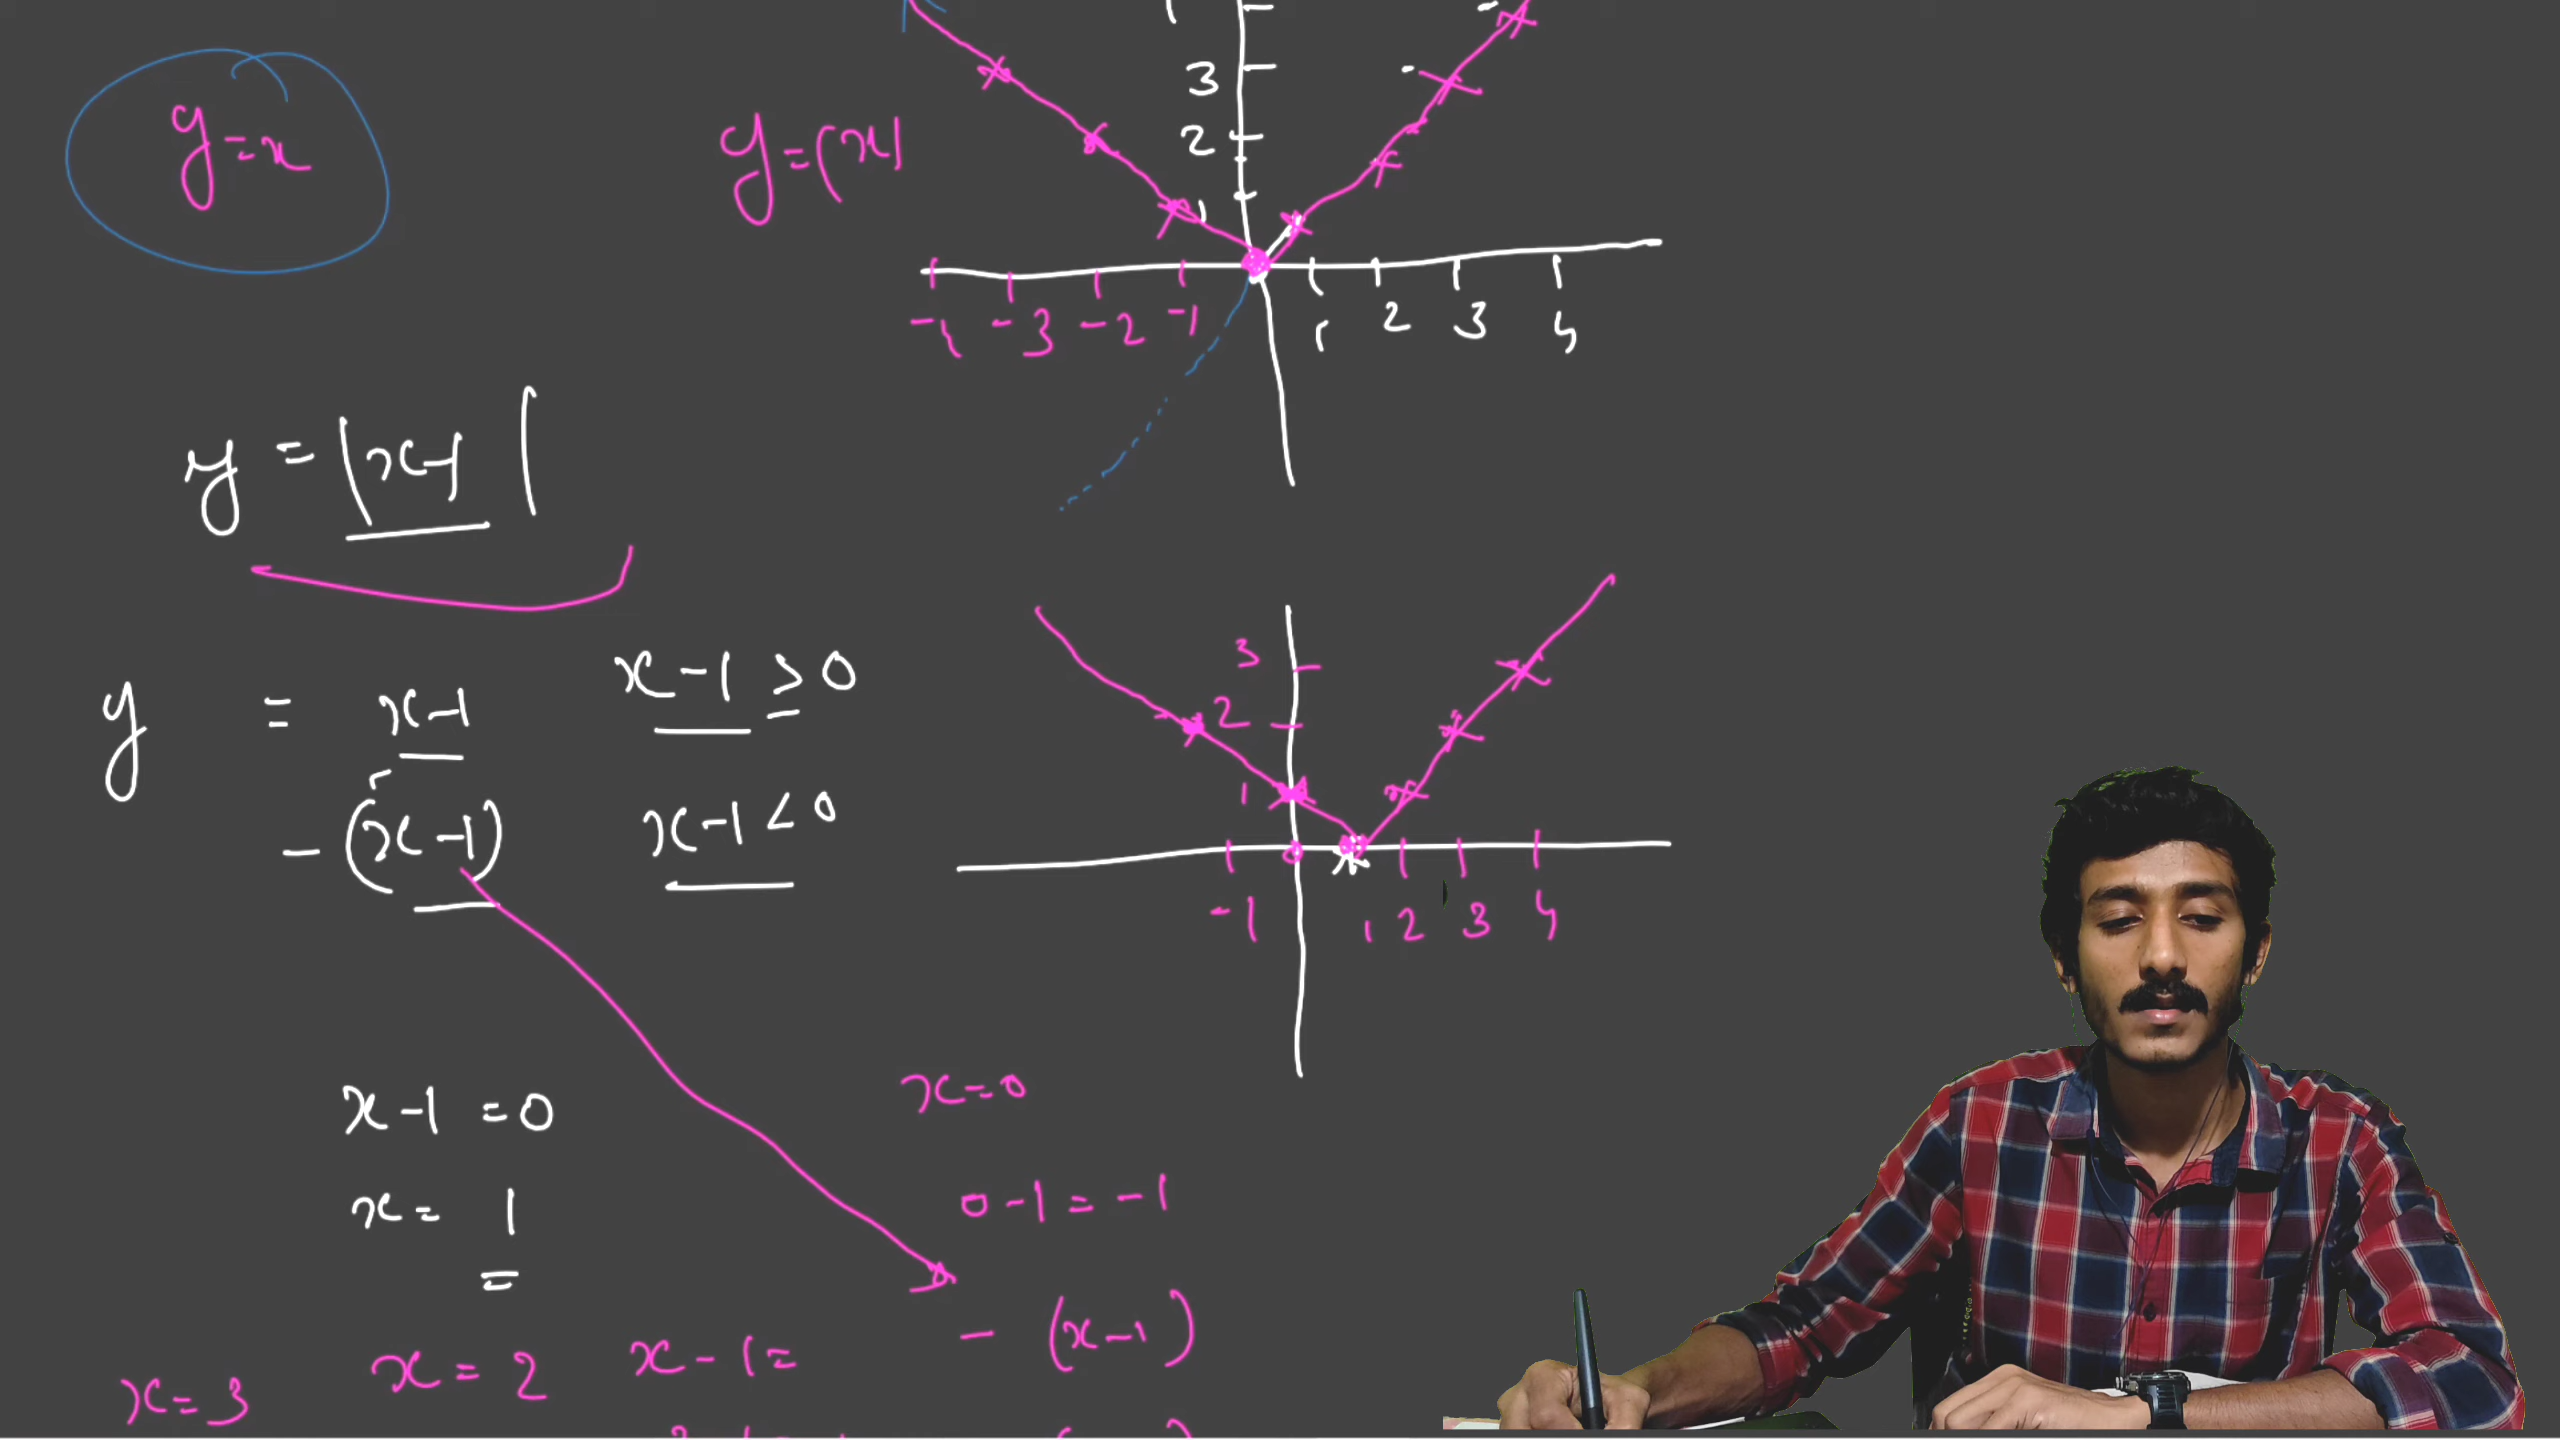 y=x
y=|x|
3
2
1
-4 -3 -2 -1 1 2 3 4
y = |x-1|
y = x-1 x-1 ≥ 0
-(x-1) x-1 < 0
3
2
1
0
-1 1 2 3 4
x-1 = 0
x = 1
x=0
0-1 = -1
-(x-1)
x=3 x=2 x-1=